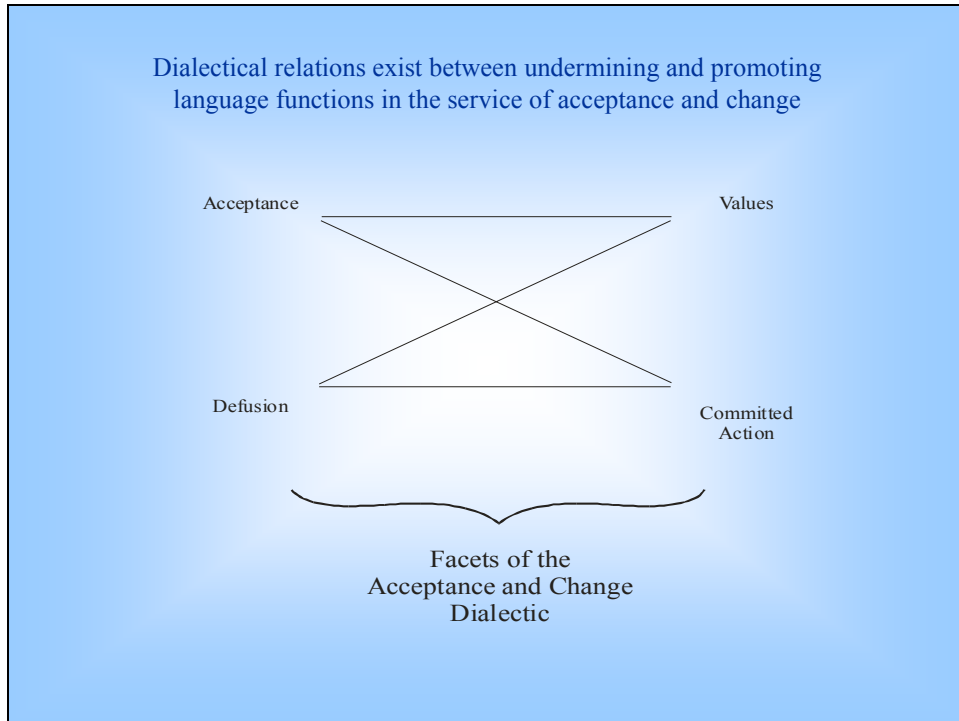 Dialectical relations exist between undermining and promoting
language functions in the service of acceptance and change
Acceptance
Values
Defusion
Committed
Action
Facets of the
Acceptance and Change
Dialectic